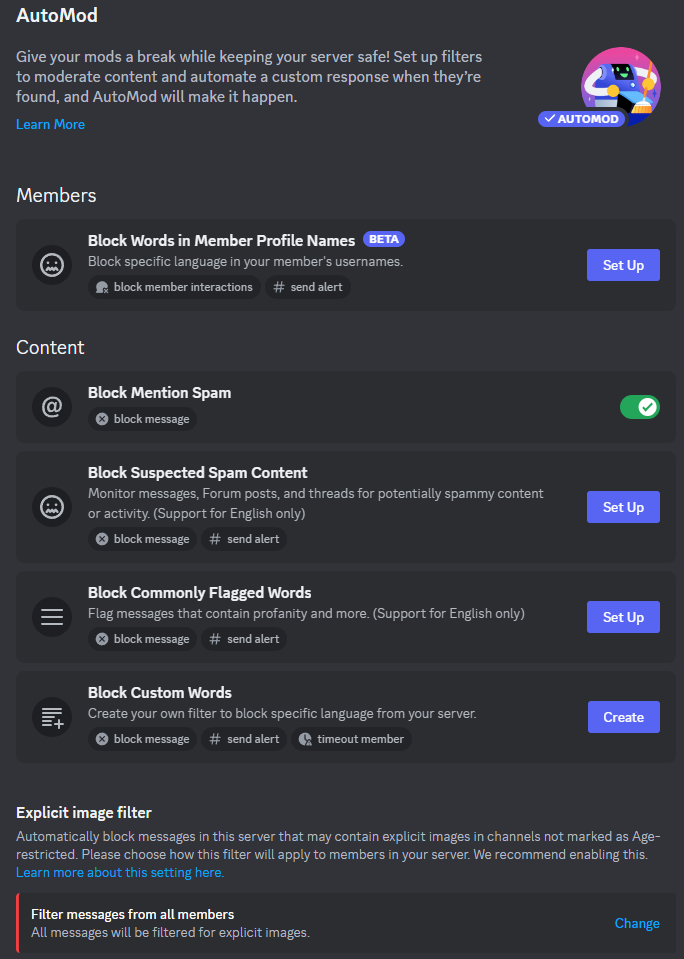 AutoMod
Give your mods a break while keeping your server safe! Set up filters
to moderate content and automate a custom response when they're
found, and AutoMod will make it happen.
Learn More
AUTOMOD
Members
Block Words in Member Profile Names BETA
Block specific language in your member's usernames.
block member interactions # send alert
Set Up
Content
@
Block Mention Spam
block message
Block Suspected Spam Content
Monitor messages, Forum posts, and threads for potentially spammy content
or activity. (Support for English only)
block message # send alert
Set Up
Block Commonly Flagged Words
Flag messages that contain profanity and more. (Support for English only)
block message # send alert
Set Up
Block Custom Words
Create your own filter to block specific language from your server.
block message # send alert timeout member
Create
Explicit image filter
Automatically block messages in this server that may contain explicit images in channels not marked as Age-
restricted. Please choose how this filter will apply to members in your server. We recommend enabling this.
Learn more about this setting here.
Filter messages from all members
All messages will be filtered for explicit images.
Change